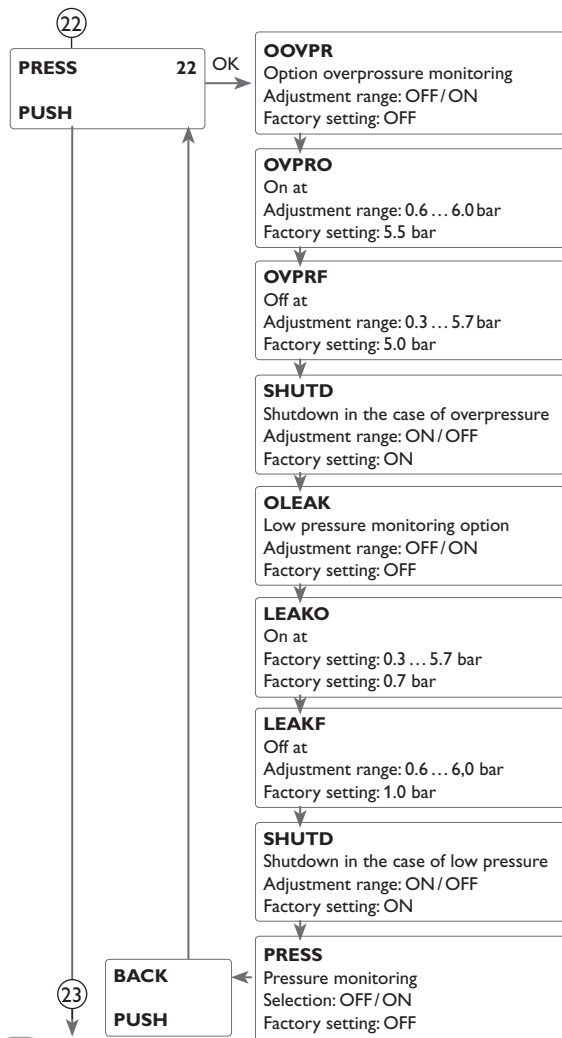 22
PRESS 22
PUSH
OK
OOVPR
Option overprossure monitoring
Adjustment range: OFF / ON
Factory setting: OFF
OVPRO
On at
Adjustment range: 0.6 … 6.0 bar
Factory setting: 5.5 bar
OVPRF
Off at
Adjustment range: 0.3 … 5.7 bar
Factory setting: 5.0 bar
SHUTD
Shutdown in the case of overpressure
Adjustment range: ON / OFF
Factory setting: ON
OLEAK
Low pressure monitoring option
Adjustment range: OFF / ON
Factory setting: OFF
LEAKO
On at
Factory setting: 0.3 … 5.7 bar
Factory setting: 0.7 bar
LEAKF
Off at
Adjustment range: 0.6 … 6,0 bar
Factory setting: 1.0 bar
SHUTD
Shutdown in the case of low pressure
Adjustment range: ON / OFF
Factory setting: ON
PRESS
Pressure monitoring
Selection: OFF / ON
Factory setting: OFF
BACK
PUSH
23